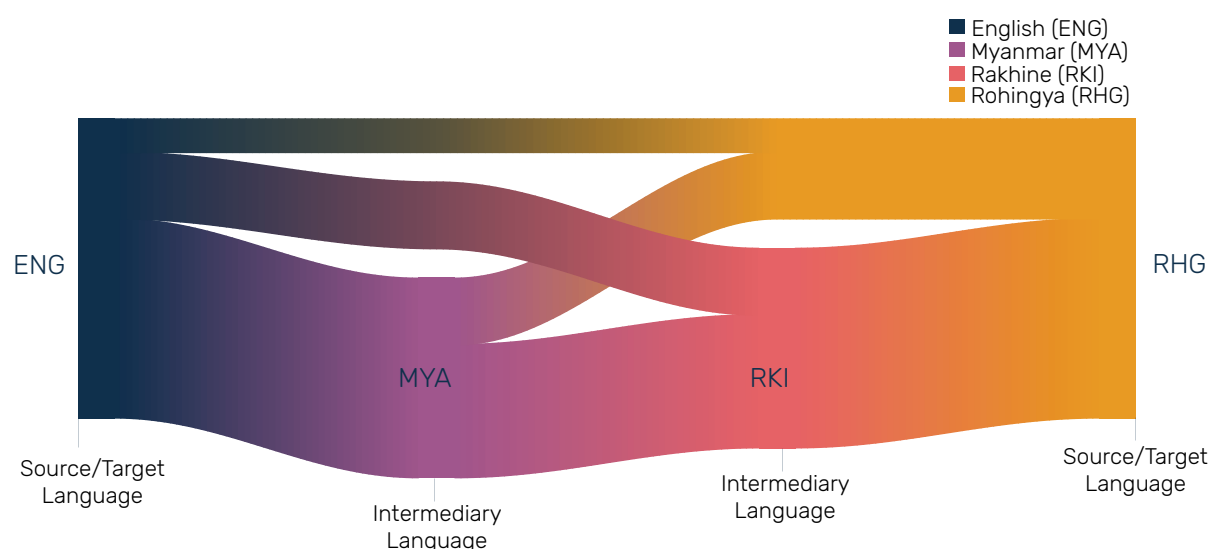 English (ENG)
Myanmar (MYA)
Rakhine (RKI)
Rohingya (RHG)
ENG
MYA
RKI
RHG
Source/Target
Language
Intermediary
Language
Intermediary
Language
Source/Target
Language